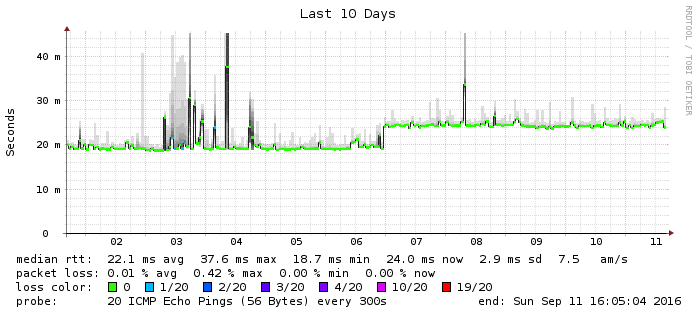 Last 10 Days
RRDTOOL / TOBI OETIKER
Seconds
40 m
30 m
20 m
10 m
0
02 03 04 05 06 07 08 09 10 11
median rtt: 22.1 ms avg 37.6 ms max 18.7 ms min 24.0 ms now 2.9 ms sd 7.5 am/s
packet loss: 0.01 % avg 0.42 % max 0.00 % min 0.00 % now
loss color: 0 1/20 2/20 3/20 4/20 10/20 19/20
probe: 20 ICMP Echo Pings (56 Bytes) every 300s end: Sun Sep 11 16:05:04 2016